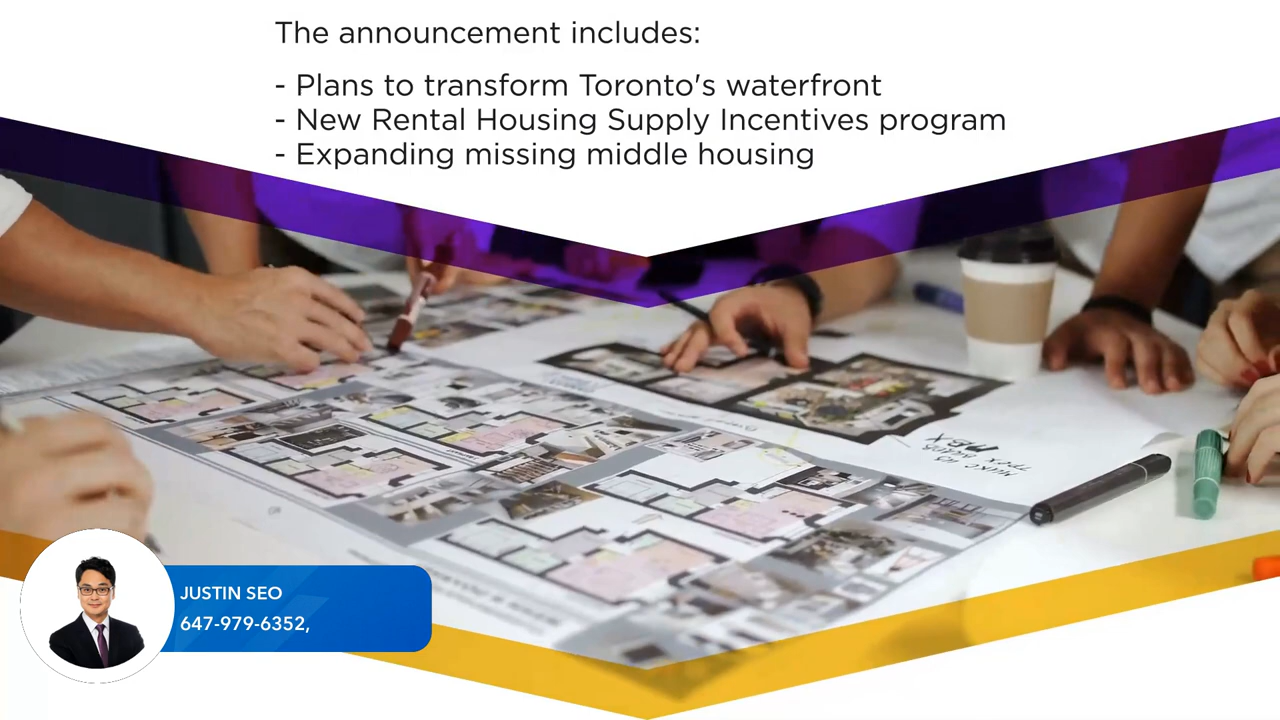 The announcement includes:
- Plans to transform Toronto's waterfront
- New Rental Housing Supply Incentives program
- Expanding missing middle housing
JUSTIN SEO
647-979-6352,